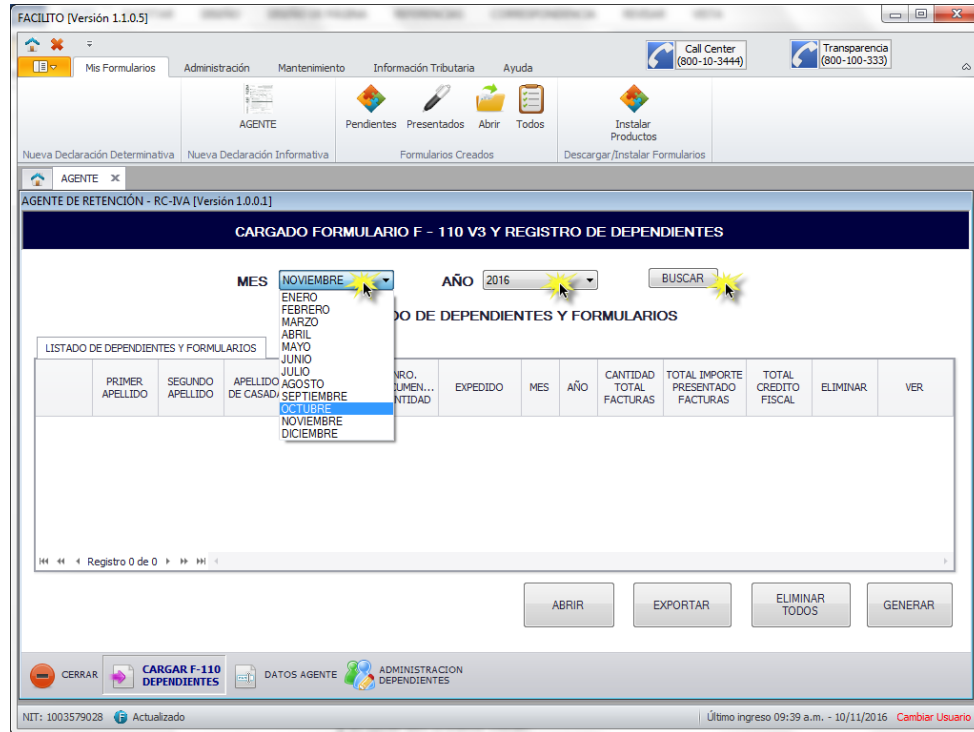 FACILITO [Versión 1.1.0.5]
Call Center
(800-10-3444)
Transparencia
(800-100-333)
Mis Formularios
Administración
Mantenimiento
Información Tributaria
Ayuda
AGENTE
Pendientes
Presentados
Abrir
Todos
Instalar
Productos
Nueva Declaración Determinativa
Nueva Declaración Informativa
Formularios Creados
Descargar/Instalar Formularios
AGENTE
AGENTE DE RETENCIÓN - RC-IVA [Versión 1.0.0.1]
CARGADO FORMULARIO F - 110 V3 Y REGISTRO DE DEPENDIENTES
MES NOVIEMBRE AÑO 2016 BUSCAR
ENERO
FEBRERO
MARZO
ABRIL
MAYO
JUNIO
JULIO
AGOSTO
SEPTIEMBRE
OCTUBRE
NOVIEMBRE
DICIEMBRE
DE DEPENDIENTES Y FORMULARIOS
LISTADO DE DEPENDIENTES Y FORMULARIOS
PRIMER
APELLIDO
SEGUNDO
APELLIDO
APELLIDO
DE CASADA
NRO.
UMEN...
NTIDAD
EXPEDIDO
MES
AÑO
CANTIDAD
TOTAL
FACTURAS
TOTAL IMPORTE
PRESENTADO
FACTURAS
TOTAL
CREDITO
FISCAL
ELIMINAR
VER
Registro 0 de 0
ABRIR
EXPORTAR
ELIMINAR
TODOS
GENERAR
CERRAR
CARGAR F-110
DEPENDIENTES
DATOS AGENTE
ADMINISTRACION
DEPENDIENTES
NIT: 1003579028
Actualizado
Último ingreso 09:39 a.m. - 10/11/2016
Cambiar Usuario